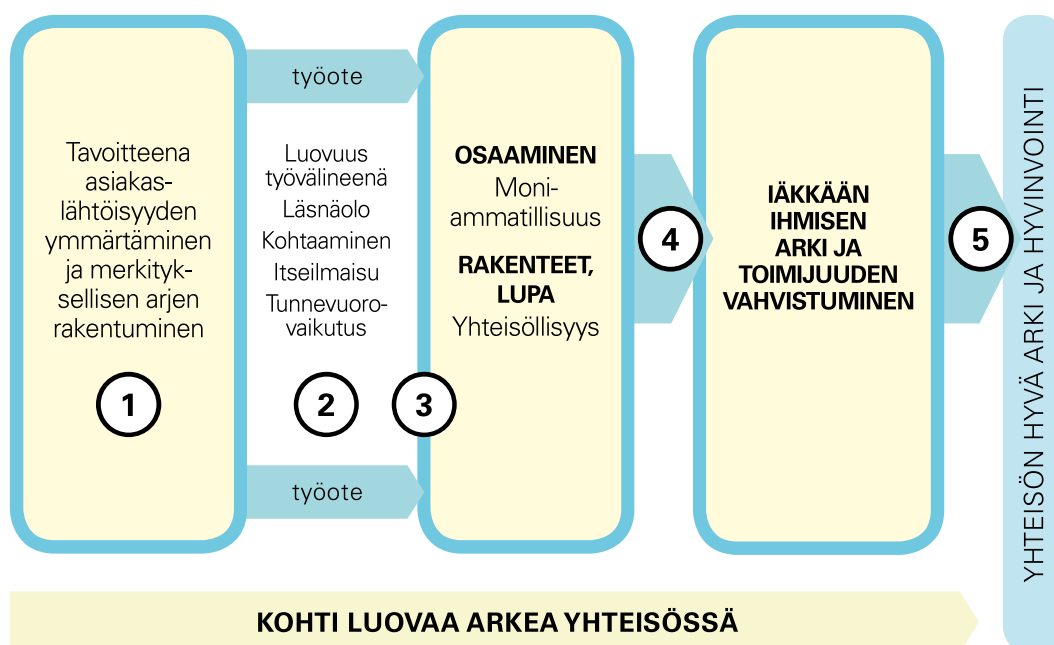 Tavoitteena
asiakas-
lähtöisyyden
ymmärtäminen
ja merkityk-
sellisen arjen
rakentuminen
1
työote
Luovuus
työvälineenä
Läsnäolo
Kohtaaminen
Itseilmaisu
Tunnevuoro-
vaikutus
2
työote
3
OSAAMINEN
Moni-
ammatillisuus
RAKENTEET,
LUPA
Yhteisöllisyys
4
IÄKKÄÄN
IHMISEN
ARKI JA
TOIMIJUUDEN
VAHVISTUMINEN
5
YHTEISÖN HYVÄ ARKI JA HYVINVOINTI
KOHTI LUOVAA ARKEA YHTEISÖSSÄ